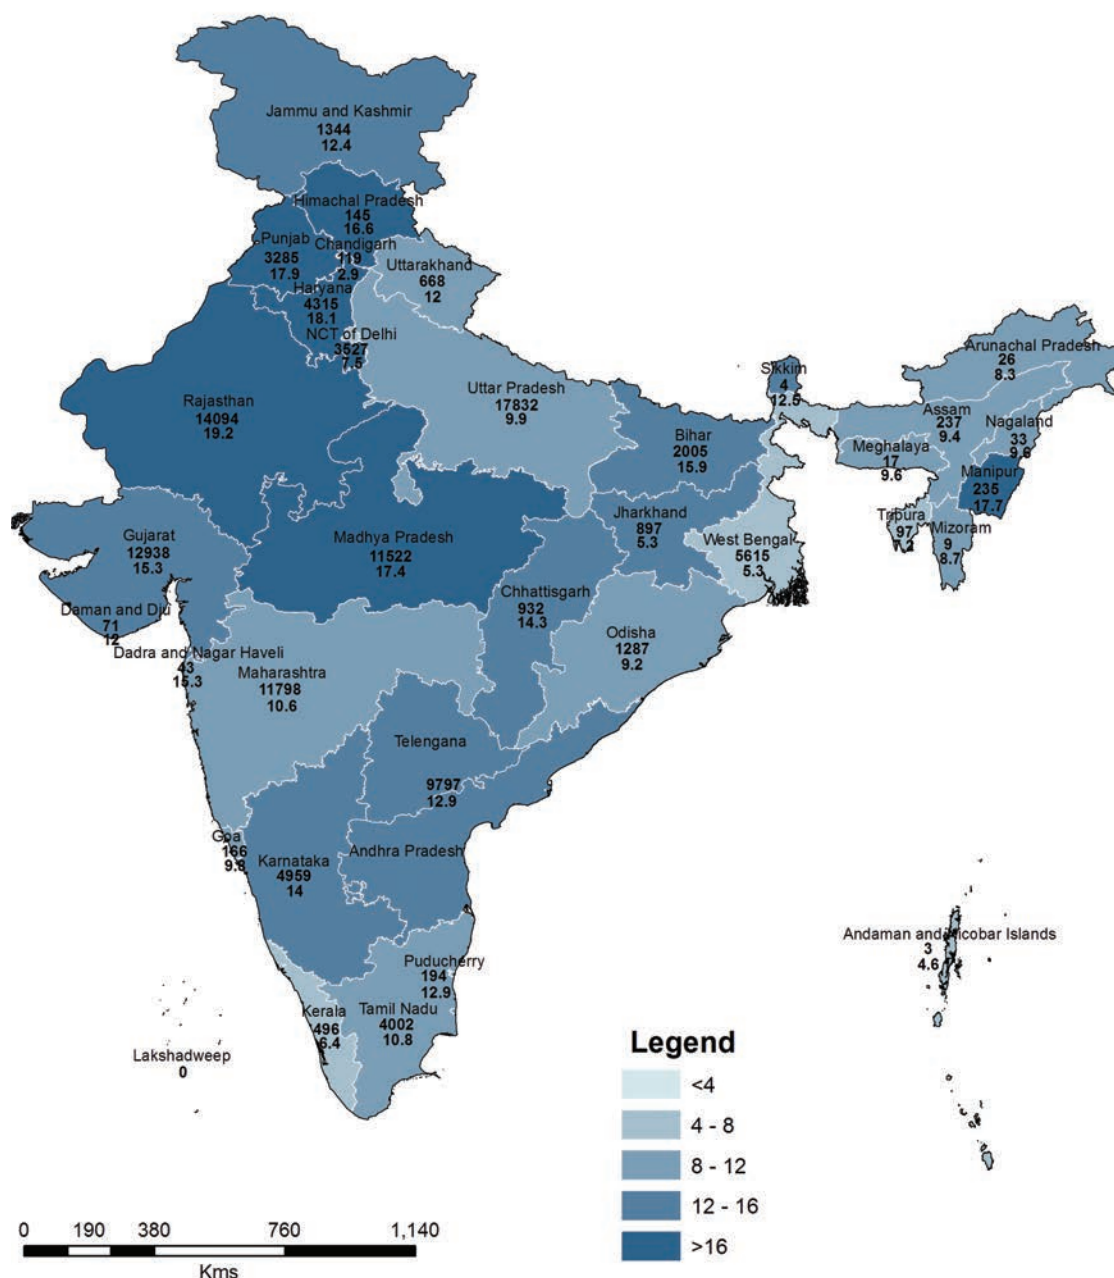 Jammu and Kashmir
1344
12.4
Himachal Pradesh
145
16.6
Punjab
3285
17.9
Chandigarh
119
2.9
Uttarakhand
668
12
Haryana
4315
18.1
NCT of Delhi
3527
7.5
Rajasthan
14094
19.2
Uttar Pradesh
17832
9.9
Bihar
2005
15.9
Sikkim
4
12.5
Arunachal Pradesh
26
8.3
Assam
237
9.4
Nagaland
33
9.6
Meghalaya
17
9.6
Manipur
235
17.7
Tripura
97
7.2
Mizoram
9
8.7
Gujarat
12938
15.3
Madhya Pradesh
11522
17.4
Jharkhand
897
5.3
West Bengal
5615
5.3
Chhattisgarh
932
14.3
Daman and Diu
71
12
Dadra and Nagar Haveli
43
15.3
Maharashtra
11798
10.6
Odisha
1287
9.2
Telengana
9797
12.9
Andhra Pradesh
Goa
166
9.8
Karnataka
4959
14
Puducherry
194
12.9
Kerala
496
6.4
Tamil Nadu
4002
10.8
Lakshadweep
0
Andaman and Nicobar Islands
3
4.6
Legend
<4
4 - 8
8 - 12
12 - 16
>16
0 190 380 760 1,140
Kms